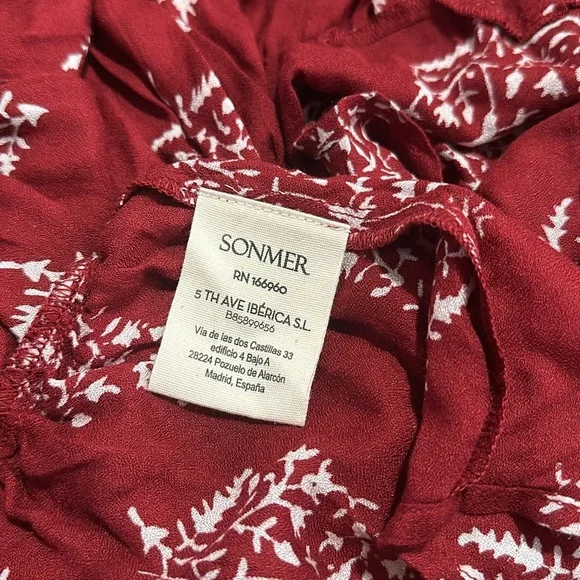 SONMER
RN 166960
5 TH AVE IBÉRICA S.L.
B85899656
Vía de las dos Castillas 33
edificio 4 Bajo A
28224 Pozuelo de Alarcón
Madrid, España